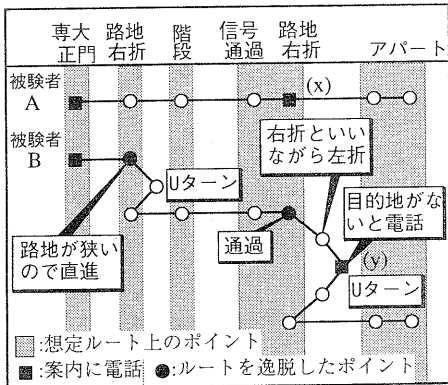 専大
正門
路地
右折
階
段
信号
通過
路地
右折
アパート
被験者
A
(x)
被験者
B
右折といい
ながら左折
Uターン
目的地がな
いと電話
路地が狭い
ので直進
通過
(y)
Uターン
:想定ルート上のポイント
:案内に電話
:ルートを逸脱したポイント